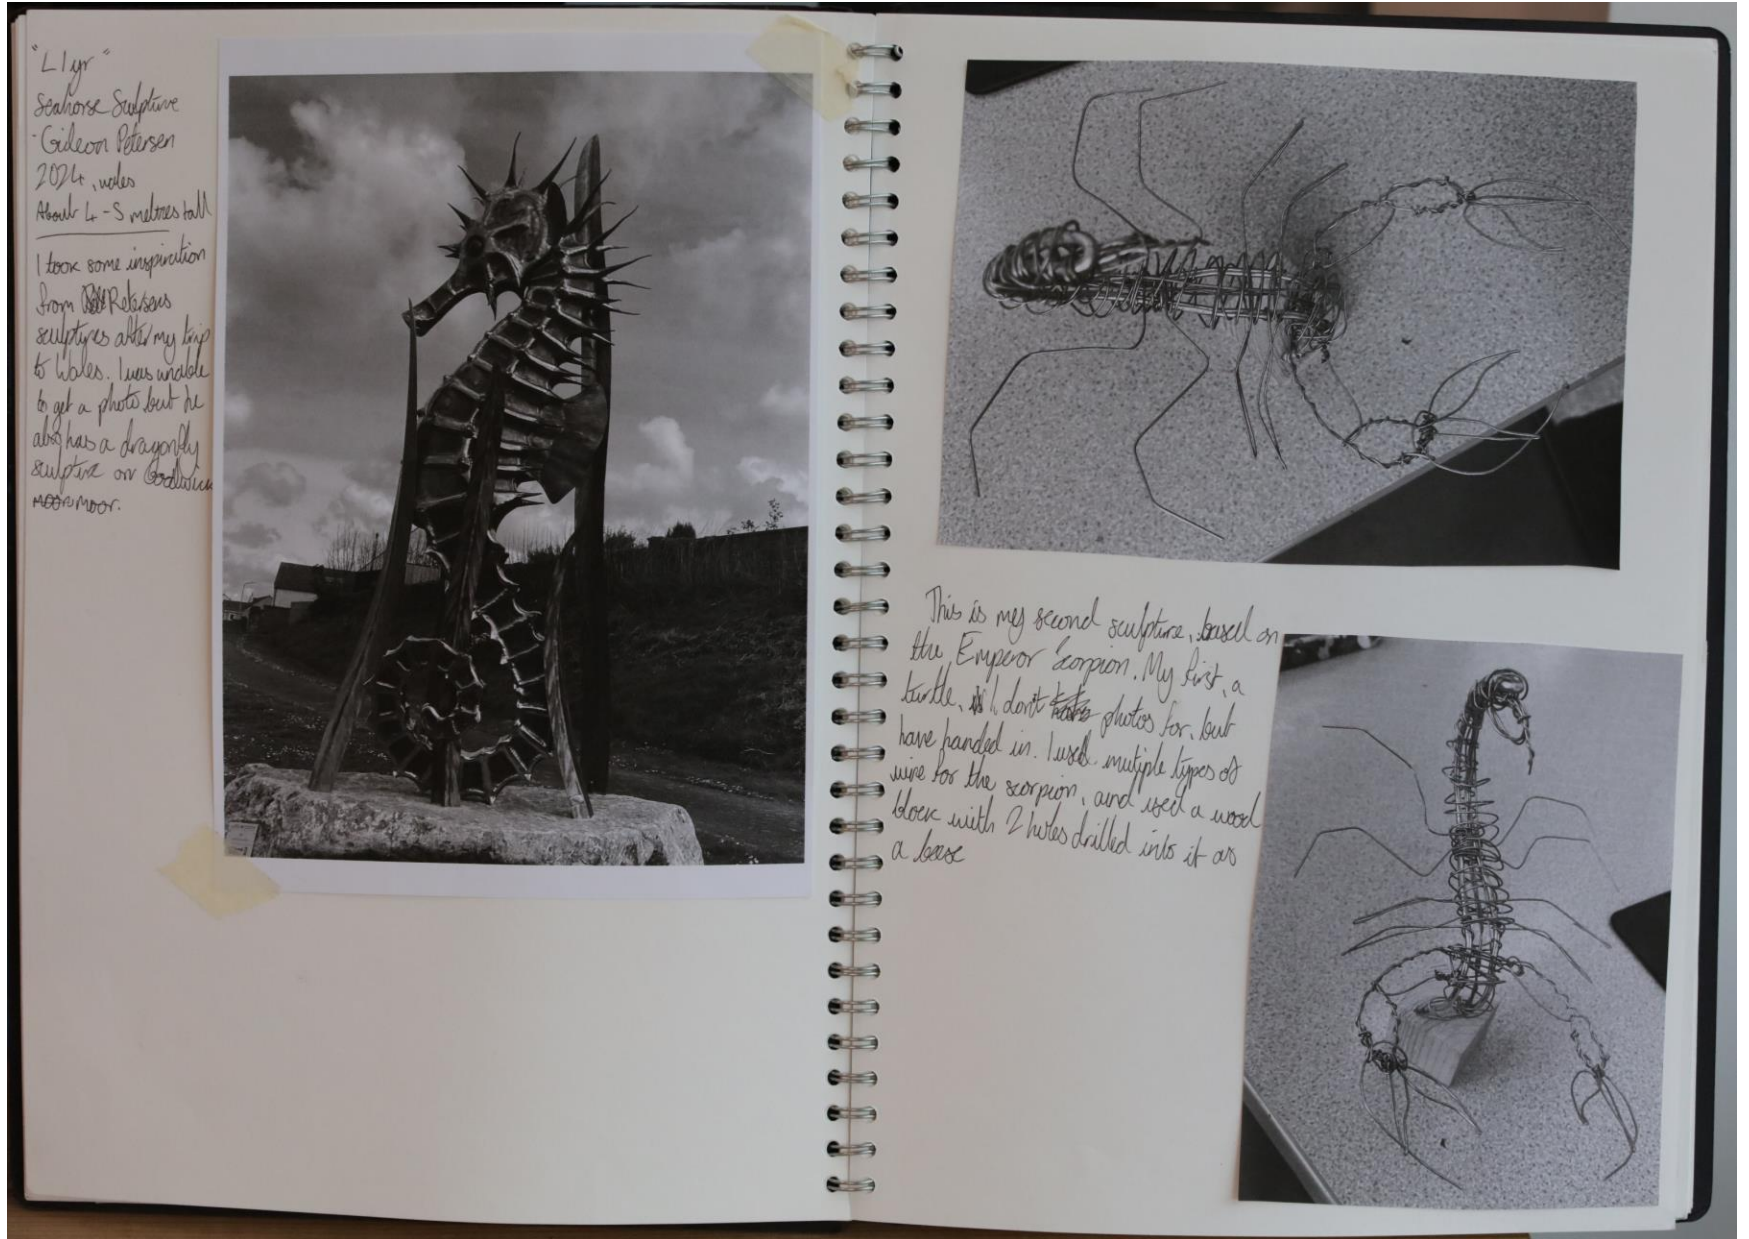 "Llyr"
Seahorse Sculpture
Gideon Petersen
2024, wales
About 4-5 metres tall
I took some inspiration
from Petersens
sculptures after my trip
to Wales. I was unable
to get a photo but he
also has a dragonfly
sculpture on Goodwick
moor.
This is my second sculpture, based on
the Emperor Scorpion. My first, a
turtle, I don't photos for, but
have handed in. I used multiple types of
wire for the scorpion, and used a wood
block with 2 holes drilled into it as
a base